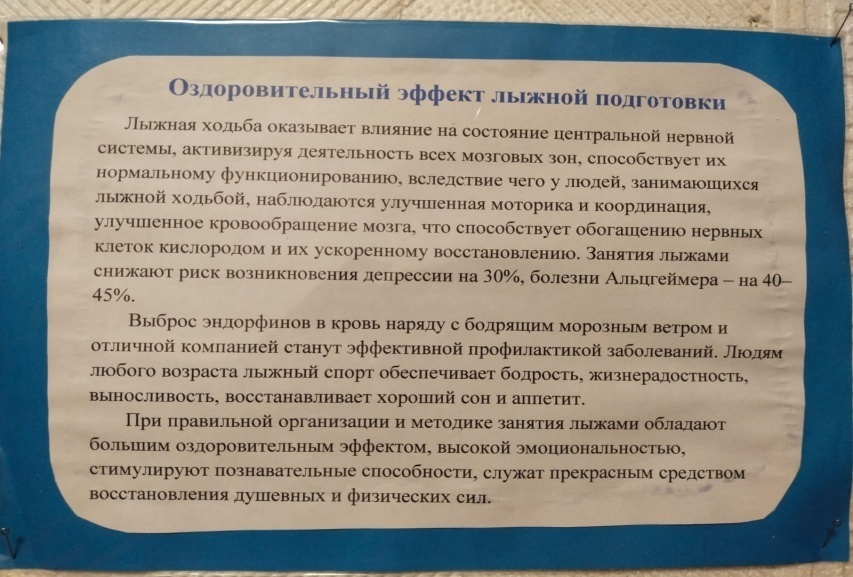 Оздоровительный эффект лыжной подготовки
Лыжная ходьба оказывает влияние на состояние центральной нервной
системы, активизируя деятельность всех мозговых зон, способствует их
нормальному функционированию, вследствие чего у людей, занимающихся
лыжной ходьбой, наблюдаются улучшенная моторика и координация,
улучшенное кровообращение мозга, что способствует обогащению нервных
клеток кислородом и их ускоренному восстановлению. Занятия лыжами
снижают риск возникновения депрессии на 30%, болезни Альцгеймера – на 40–
45%.
Выброс эндорфинов в кровь наряду с бодрящим морозным ветром и
отличной компанией станут эффективной профилактикой заболеваний. Людям
любого возраста лыжный спорт обеспечивает бодрость, жизнерадостность,
выносливость, восстанавливает хороший сон и аппетит.
При правильной организации и методике занятия лыжами обладают
большим оздоровительным эффектом, высокой эмоциональностью,
стимулируют познавательные способности, служат прекрасным средством
восстановления душевных и физических сил.